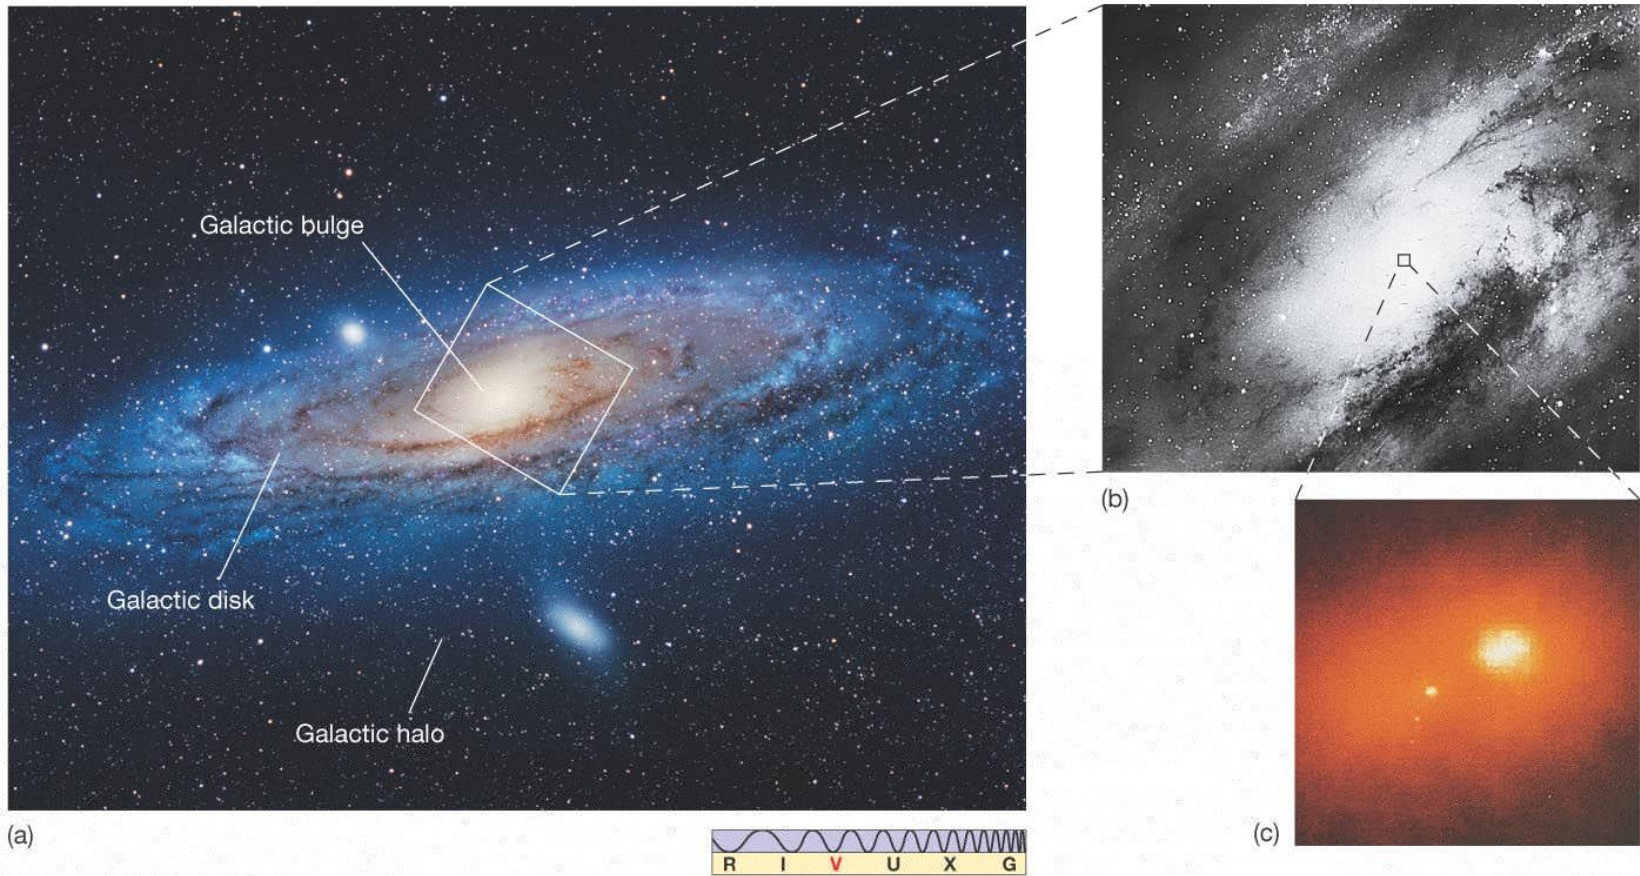 Galactic bulge
Galactic disk
Galactic halo
(a)
(b)
(c)
R I V U X G